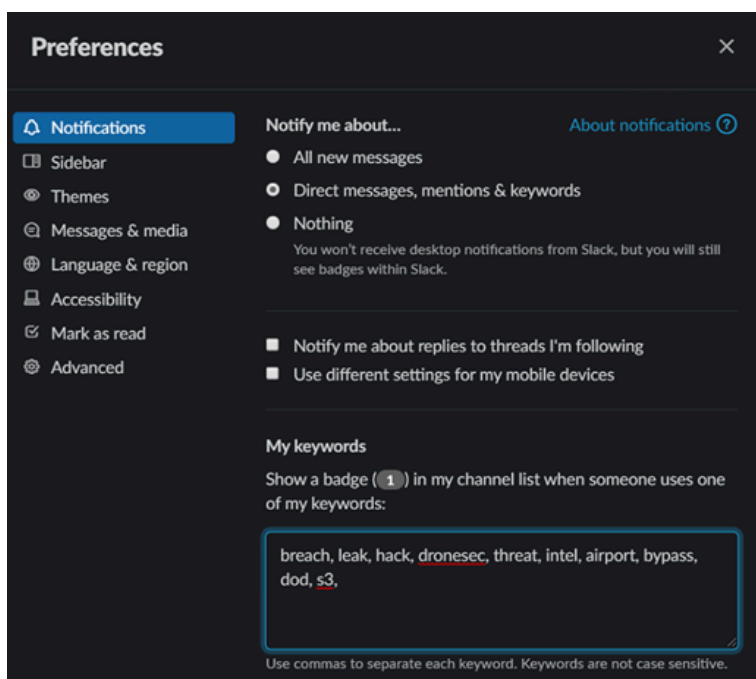 Preferences
Notifications
Sidebar
Themes
Messages & media
Language & region
Accessibility
Mark as read
Advanced
Notify me about...
About notifications ?
All new messages
Direct messages, mentions & keywords
Nothing
You won't receive desktop notifications from Slack, but you will still
see badges within Slack.
Notify me about replies to threads I'm following
Use different settings for my mobile devices
My keywords
Show a badge ( 1 ) in my channel list when someone uses one
of my keywords:
breach, leak, hack, dronesec, threat, intel, airport, bypass,
dod, s3,
Use commas to separate each keyword. Keywords are not case sensitive.